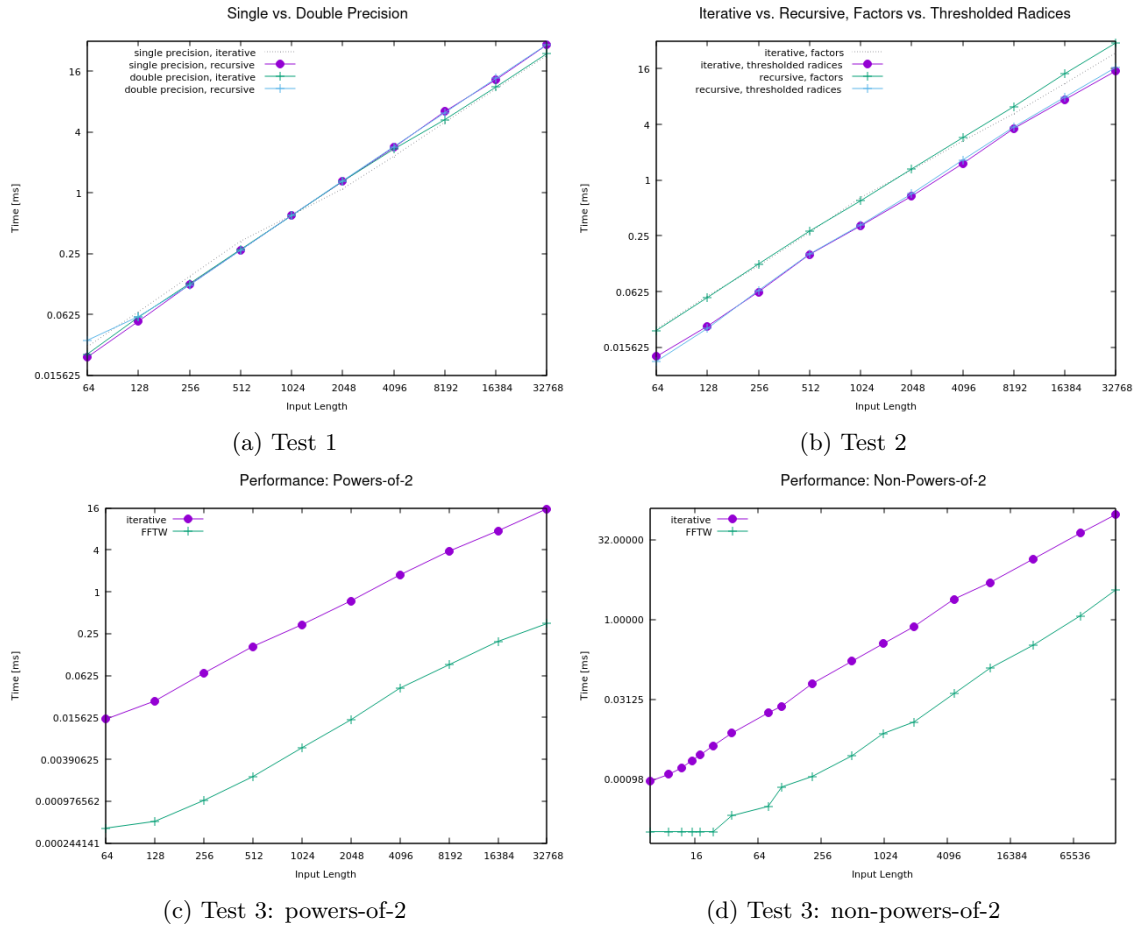 Single vs. Double Precision
single precision, iterative
single precision, recursive
double precision, iterative
double precision, recursive
16
4
1
0.25
0.0625
0.015625
Time [ms]
64 128 256 512 1024 2048 4096 8192 16384 32768
Input Length
(a) Test 1
Iterative vs. Recursive, Factors vs. Thresholded Radices
iterative, factors
iterative, thresholded radices
recursive, factors
recursive, thresholded radices
16
4
1
0.25
0.0625
0.015625
Time [ms]
64 128 256 512 1024 2048 4096 8192 16384 32768
Input Length
(b) Test 2
Performance: Powers-of-2
iterative
FFTW
16
4
1
0.25
0.0625
0.015625
0.00390625
0.000976562
0.000244141
Time [ms]
64 128 256 512 1024 2048 4096 8192 16384 32768
Input Length
(c) Test 3: powers-of-2
Performance: Non-Powers-of-2
iterative
FFTW
32.00000
1.00000
0.03125
0.00098
Time [ms]
16 64 256 1024 4096 16384 65536
Input Length
(d) Test 3: non-powers-of-2